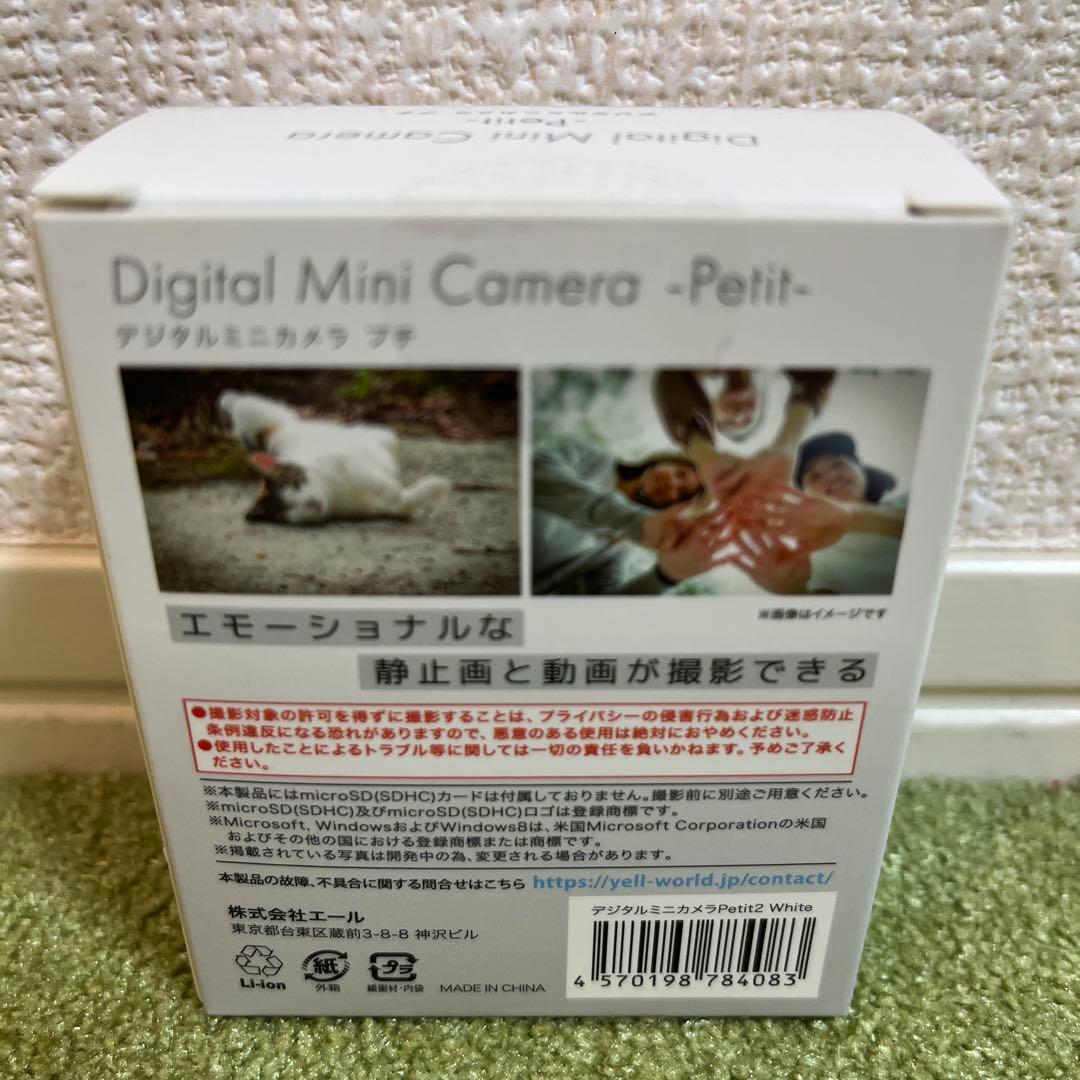 Digital Mini Camera
-Petit-
デジタルミニカメラ プチ
Digital Mini Camera -Petit-
デジタルミニカメラ プチ
※画像はイメージです
エモーショナルな
静止画と動画が撮影できる
●撮影対象の許可を得ずに撮影することは、プライバシーの侵害行為および迷惑防止
条例違反になる恐れがありますので、悪意のある使用は絶対におやめください。
●使用したことによるトラブル等に関しては一切の責任を負いかねます。予めご了承く
ださい。
※本製品にはmicroSD(SDHC)カードは付属しておりません。撮影前に別途ご用意ください。
※microSD(SDHC)及びmicroSD(SDHC)ロゴは登録商標です。
※Microsoft, WindowsおよびWindows8は、米国Microsoft Corporationの米国
およびその他の国における登録商標または商標です。
※掲載されている写真は開発中の為、変更される場合があります。
本製品の故障、不具合に関する問合せはこちら https://yell-world.jp/contact/
株式会社エール
東京都台東区蔵前3-8-8 神沢ビル
Li-ion
紙
外箱
プラ
緩衝材・内袋
MADE IN CHINA
デジタルミニカメラPetit2 White
4 570198 784083